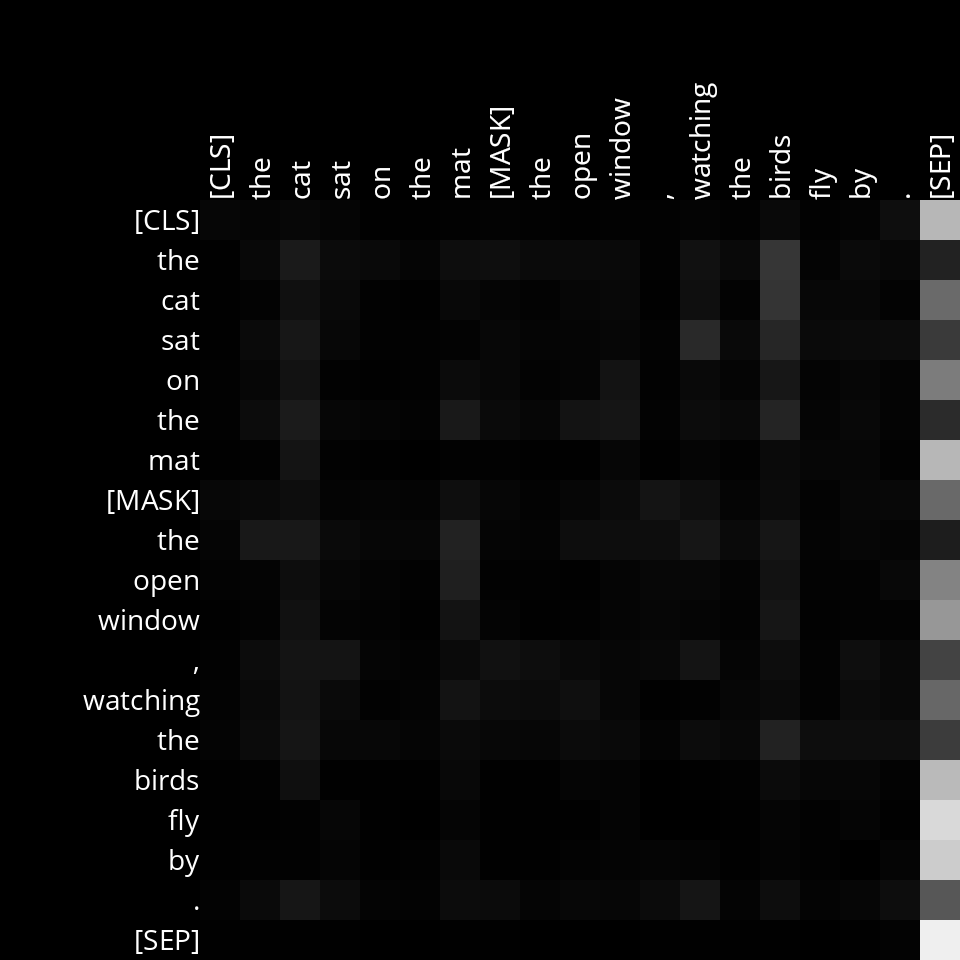 [CLS] the cat sat on the mat [MASK] the open window , watching the birds fly by . [SEP]
[CLS]
the
cat
sat
on
the
mat
[MASK]
the
open
window
,
watching
the
birds
fly
by
.
[SEP]